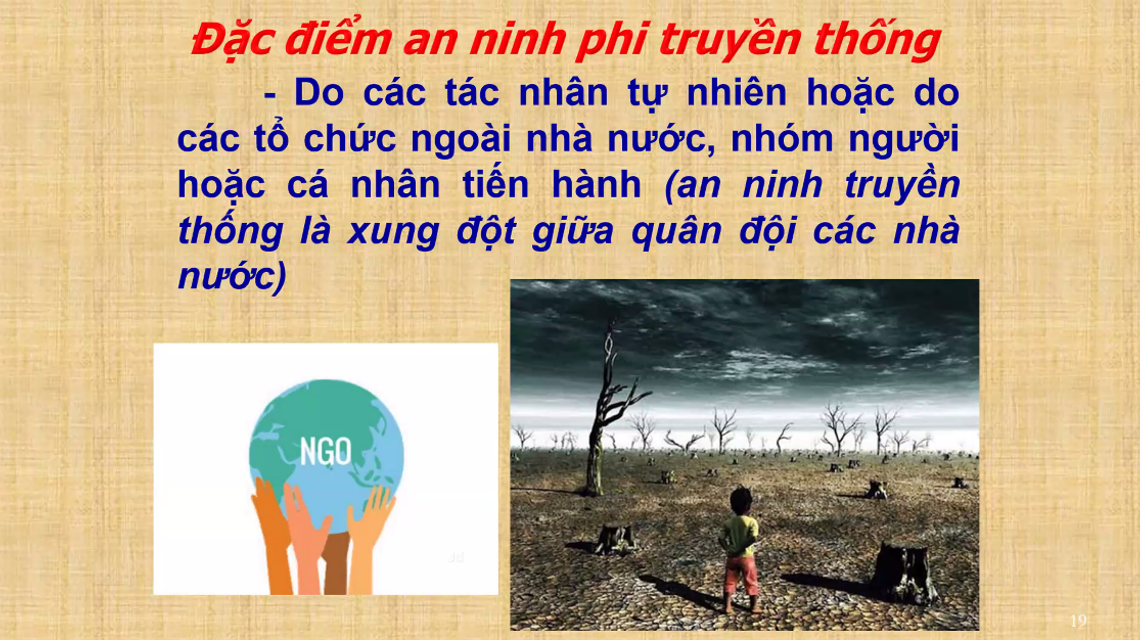 Đặc điểm an ninh phi truyền thống
- Do các tác nhân tự nhiên hoặc do
các tổ chức ngoài nhà nước, nhóm người
hoặc cá nhân tiến hành (an ninh truyền
thống là xung đột giữa quân đội các nhà
nước)
NGO
19